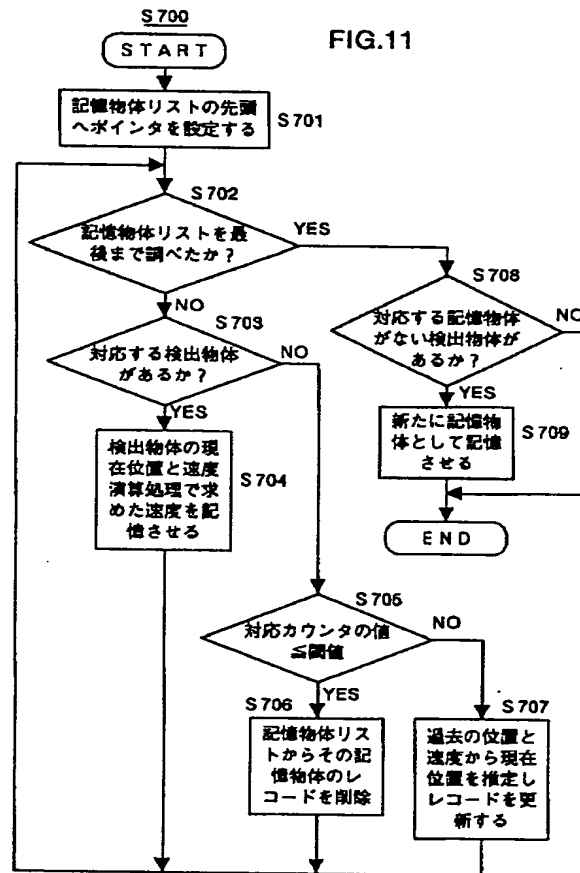 S700
FIG.11
START
記憶物体リストの先頭
へポインタを設定する
S701
S702
記憶物体リストを最
後まで調べたか？
YES
NO
S708
対応する記憶物体
がない検出物体が
あるか？
NO
YES
S703
対応する検出物体
があるか？
NO
YES
新たに記憶物
体として記憶
させる
S709
検出物体の現
在位置と速度
演算処理で求
めた速度を記
憶させる
S704
END
S705
対応カウンタの値
≦閾値
NO
YES
S706
記憶物体リス
トからその記
憶物体のレ
コードを削除
S707
過去の位置と
速度から現在
位置を推定し
レコードを更
新する